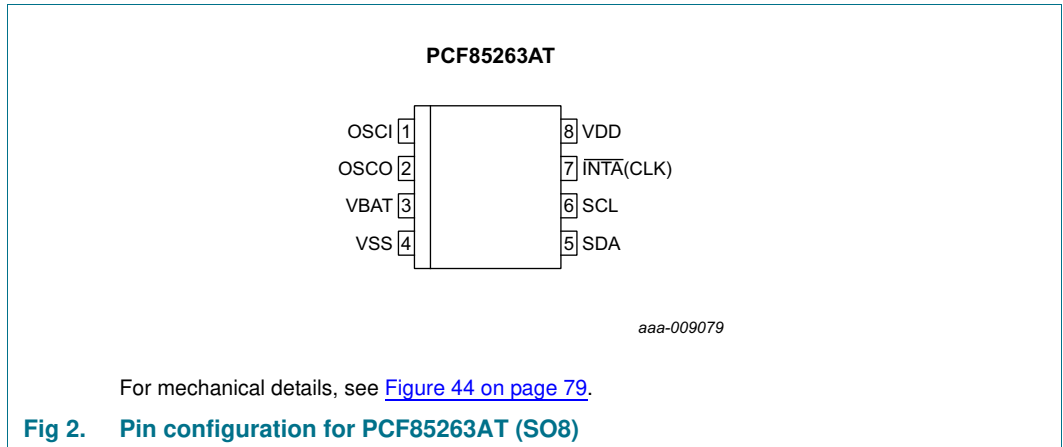 PCF85263AT
OSCI 1 8 VDD
OSCO 2 7 INTA(CLK)
VBAT 3 6 SCL
VSS 4 5 SDA
aaa-009079
For mechanical details, see Figure 44 on page 79.
Fig 2. Pin configuration for PCF85263AT (SO8)